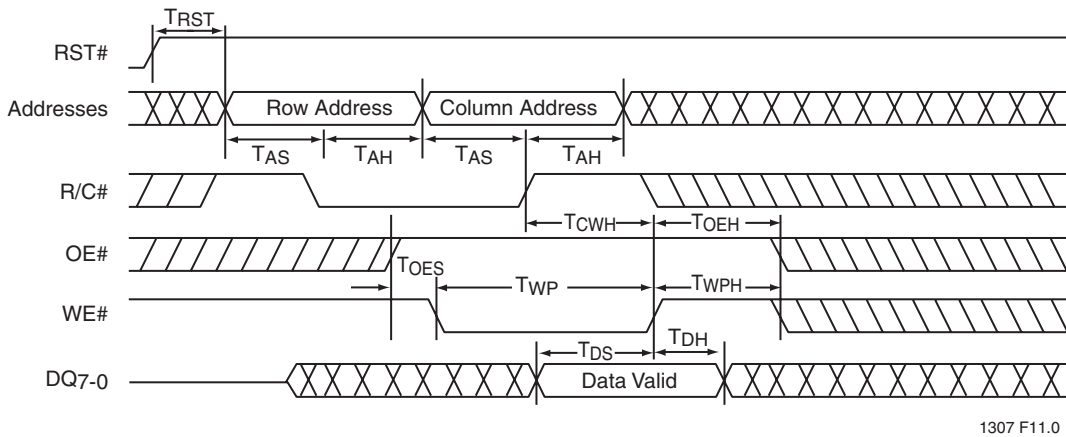 TRST
RST#
Addresses
Row Address
Column Address
TAS
TAH
TAS
TAH
R/C#
TCWH
TOEH
OE#
TOES
TWP
TWPH
WE#
TDS
TDH
DQ7-0
Data Valid
1307 F11.0